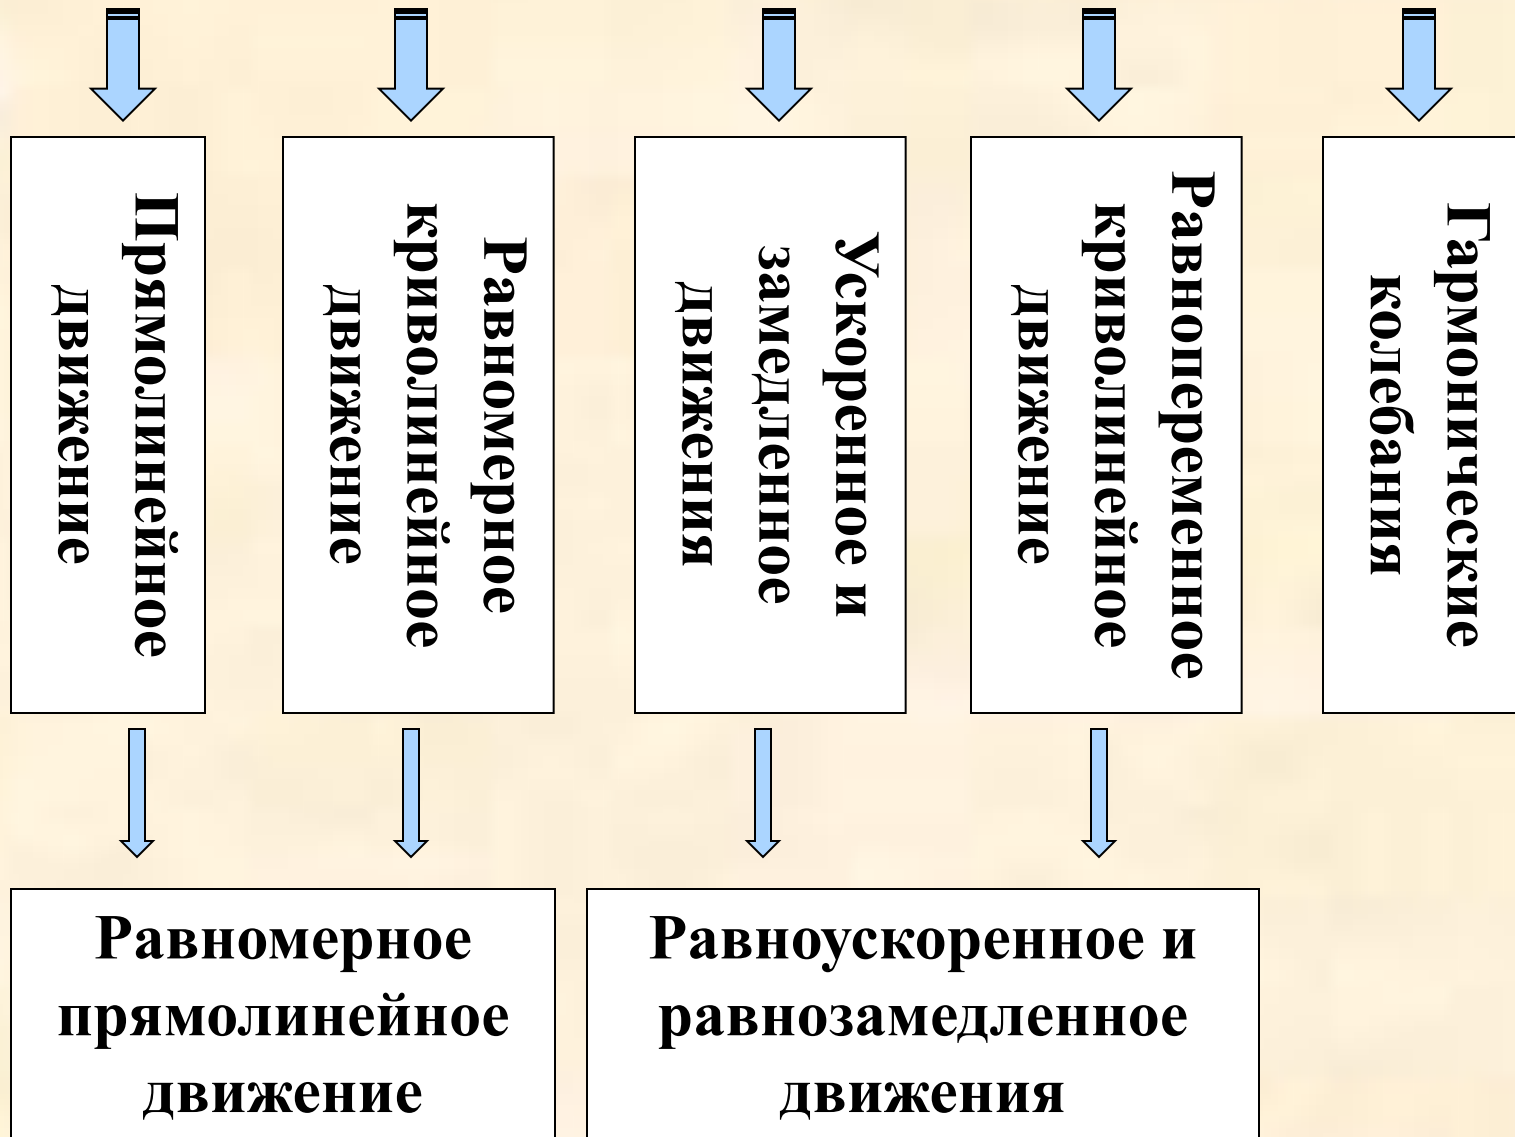 Прямолинейное
движение
Равномерное
криволинейное
движение
Ускоренное и
замедленное
движения
Равнопеременное
криволинейное
движение
Гармонические
колебания
Равномерное
прямолинейное
движение
Равноускоренное и
равнозамедленное
движения